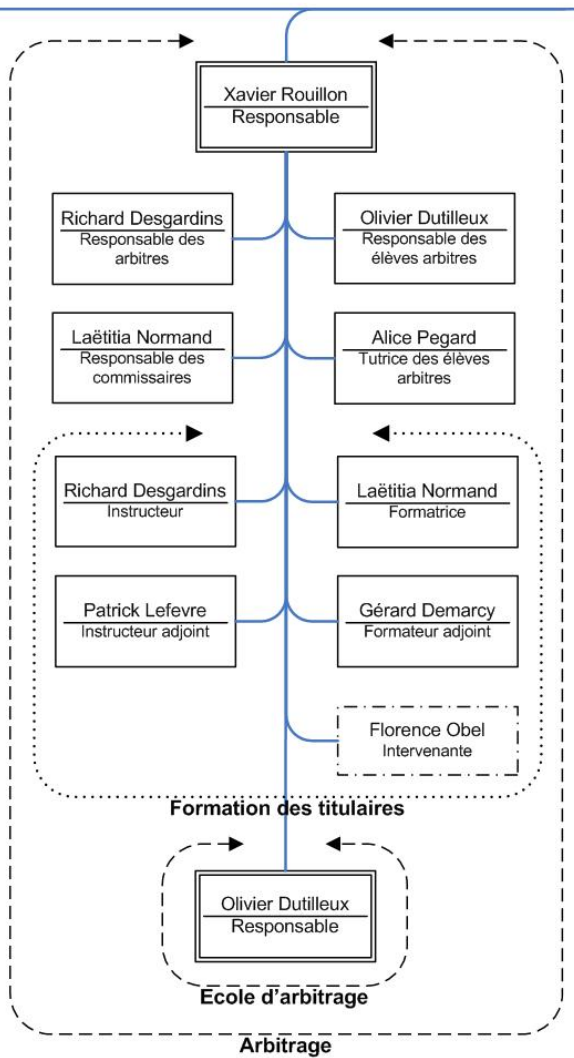 Xavier Rouillon
Responsable
Richard Desgardins
Responsable des
arbitres
Olivier Dutilleux
Responsable des
élèves arbitres
Laëtitia Normand
Responsable des
commissaires
Alice Pegard
Tutrice des élèves
arbitres
Richard Desgardins
Instructeur
Laëtitia Normand
Formatrice
Patrick Lefevre
Instructeur adjoint
Gérard Demarcy
Formateur adjoint
Florence Obel
Intervenante
Formation des titulaires
Olivier Dutilleux
Responsable
Ecole d'arbitrage
Arbitrage